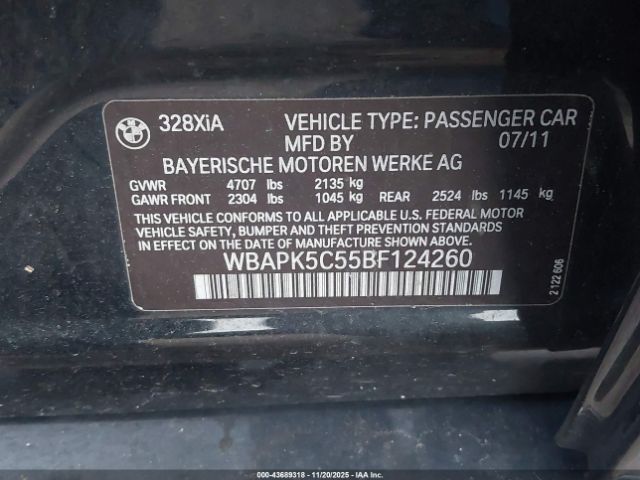 BMW
328XiA VEHICLE TYPE: PASSENGER CAR
MFD BY 07/11
BAYERISCHE MOTOREN WERKE AG
GVWR 4707 lbs 2135 kg
GAWR FRONT 2304 lbs 1045 kg REAR 2524 lbs 1145 kg
THIS VEHICLE CONFORMS TO ALL APPLICABLE U.S. FEDERAL MOTOR
VEHICLE SAFETY, BUMPER AND THEFT PREVENTION STANDARDS
IN EFFECT ON THE DATE OF MANUFACTURE SHOWN ABOVE.
WBAPK5C55BF124260
2 122 606
000-43689318 - 11/20/2025 - IAA Inc.